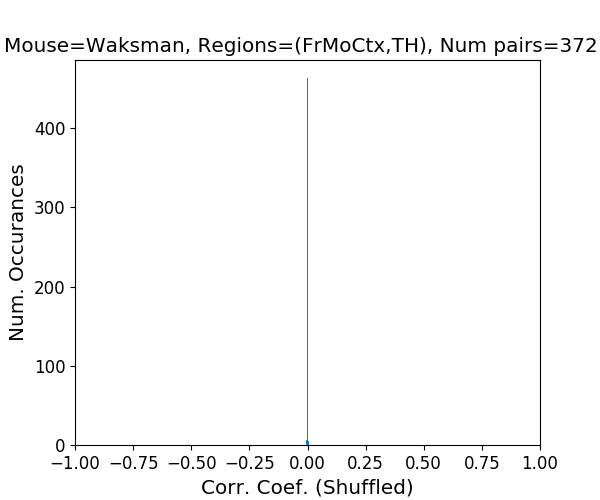 Mouse=Waksman, Regions=(FrMoCtx,TH), Num pairs=372
Num. Occurances
400
300
200
100
0
−1.00 −0.75 −0.50 −0.25 0.00 0.25 0.50 0.75 1.00
Corr. Coef. (Shuffled)